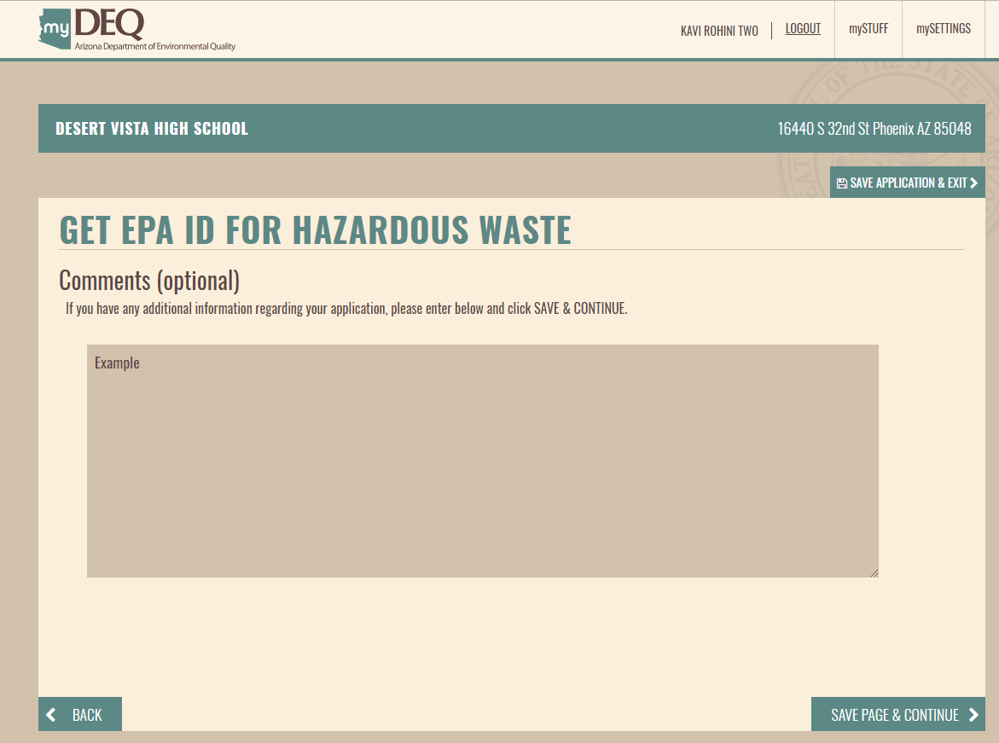 my DEQ
Arizona Department of Environmental Quality
KAVI ROHINI TWO
LOGOUT
mySTUFF
mySETTINGS
DESERT VISTA HIGH SCHOOL
16440 S 32nd St Phoenix AZ 85048
SAVE APPLICATION & EXIT
GET EPA ID FOR HAZARDOUS WASTE
Comments (optional)
If you have any additional information regarding your application, please enter below and click SAVE & CONTINUE.
Example
BACK
SAVE PAGE & CONTINUE